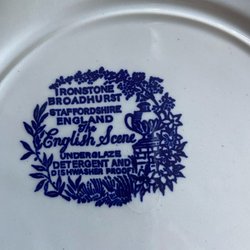 IRONSTONE
BROADHURST
STAFFORDSHIRE
ENGLAND
The
English Scene
UNDERGLAZE
DETERGENT AND
DISHWASHER PROOF